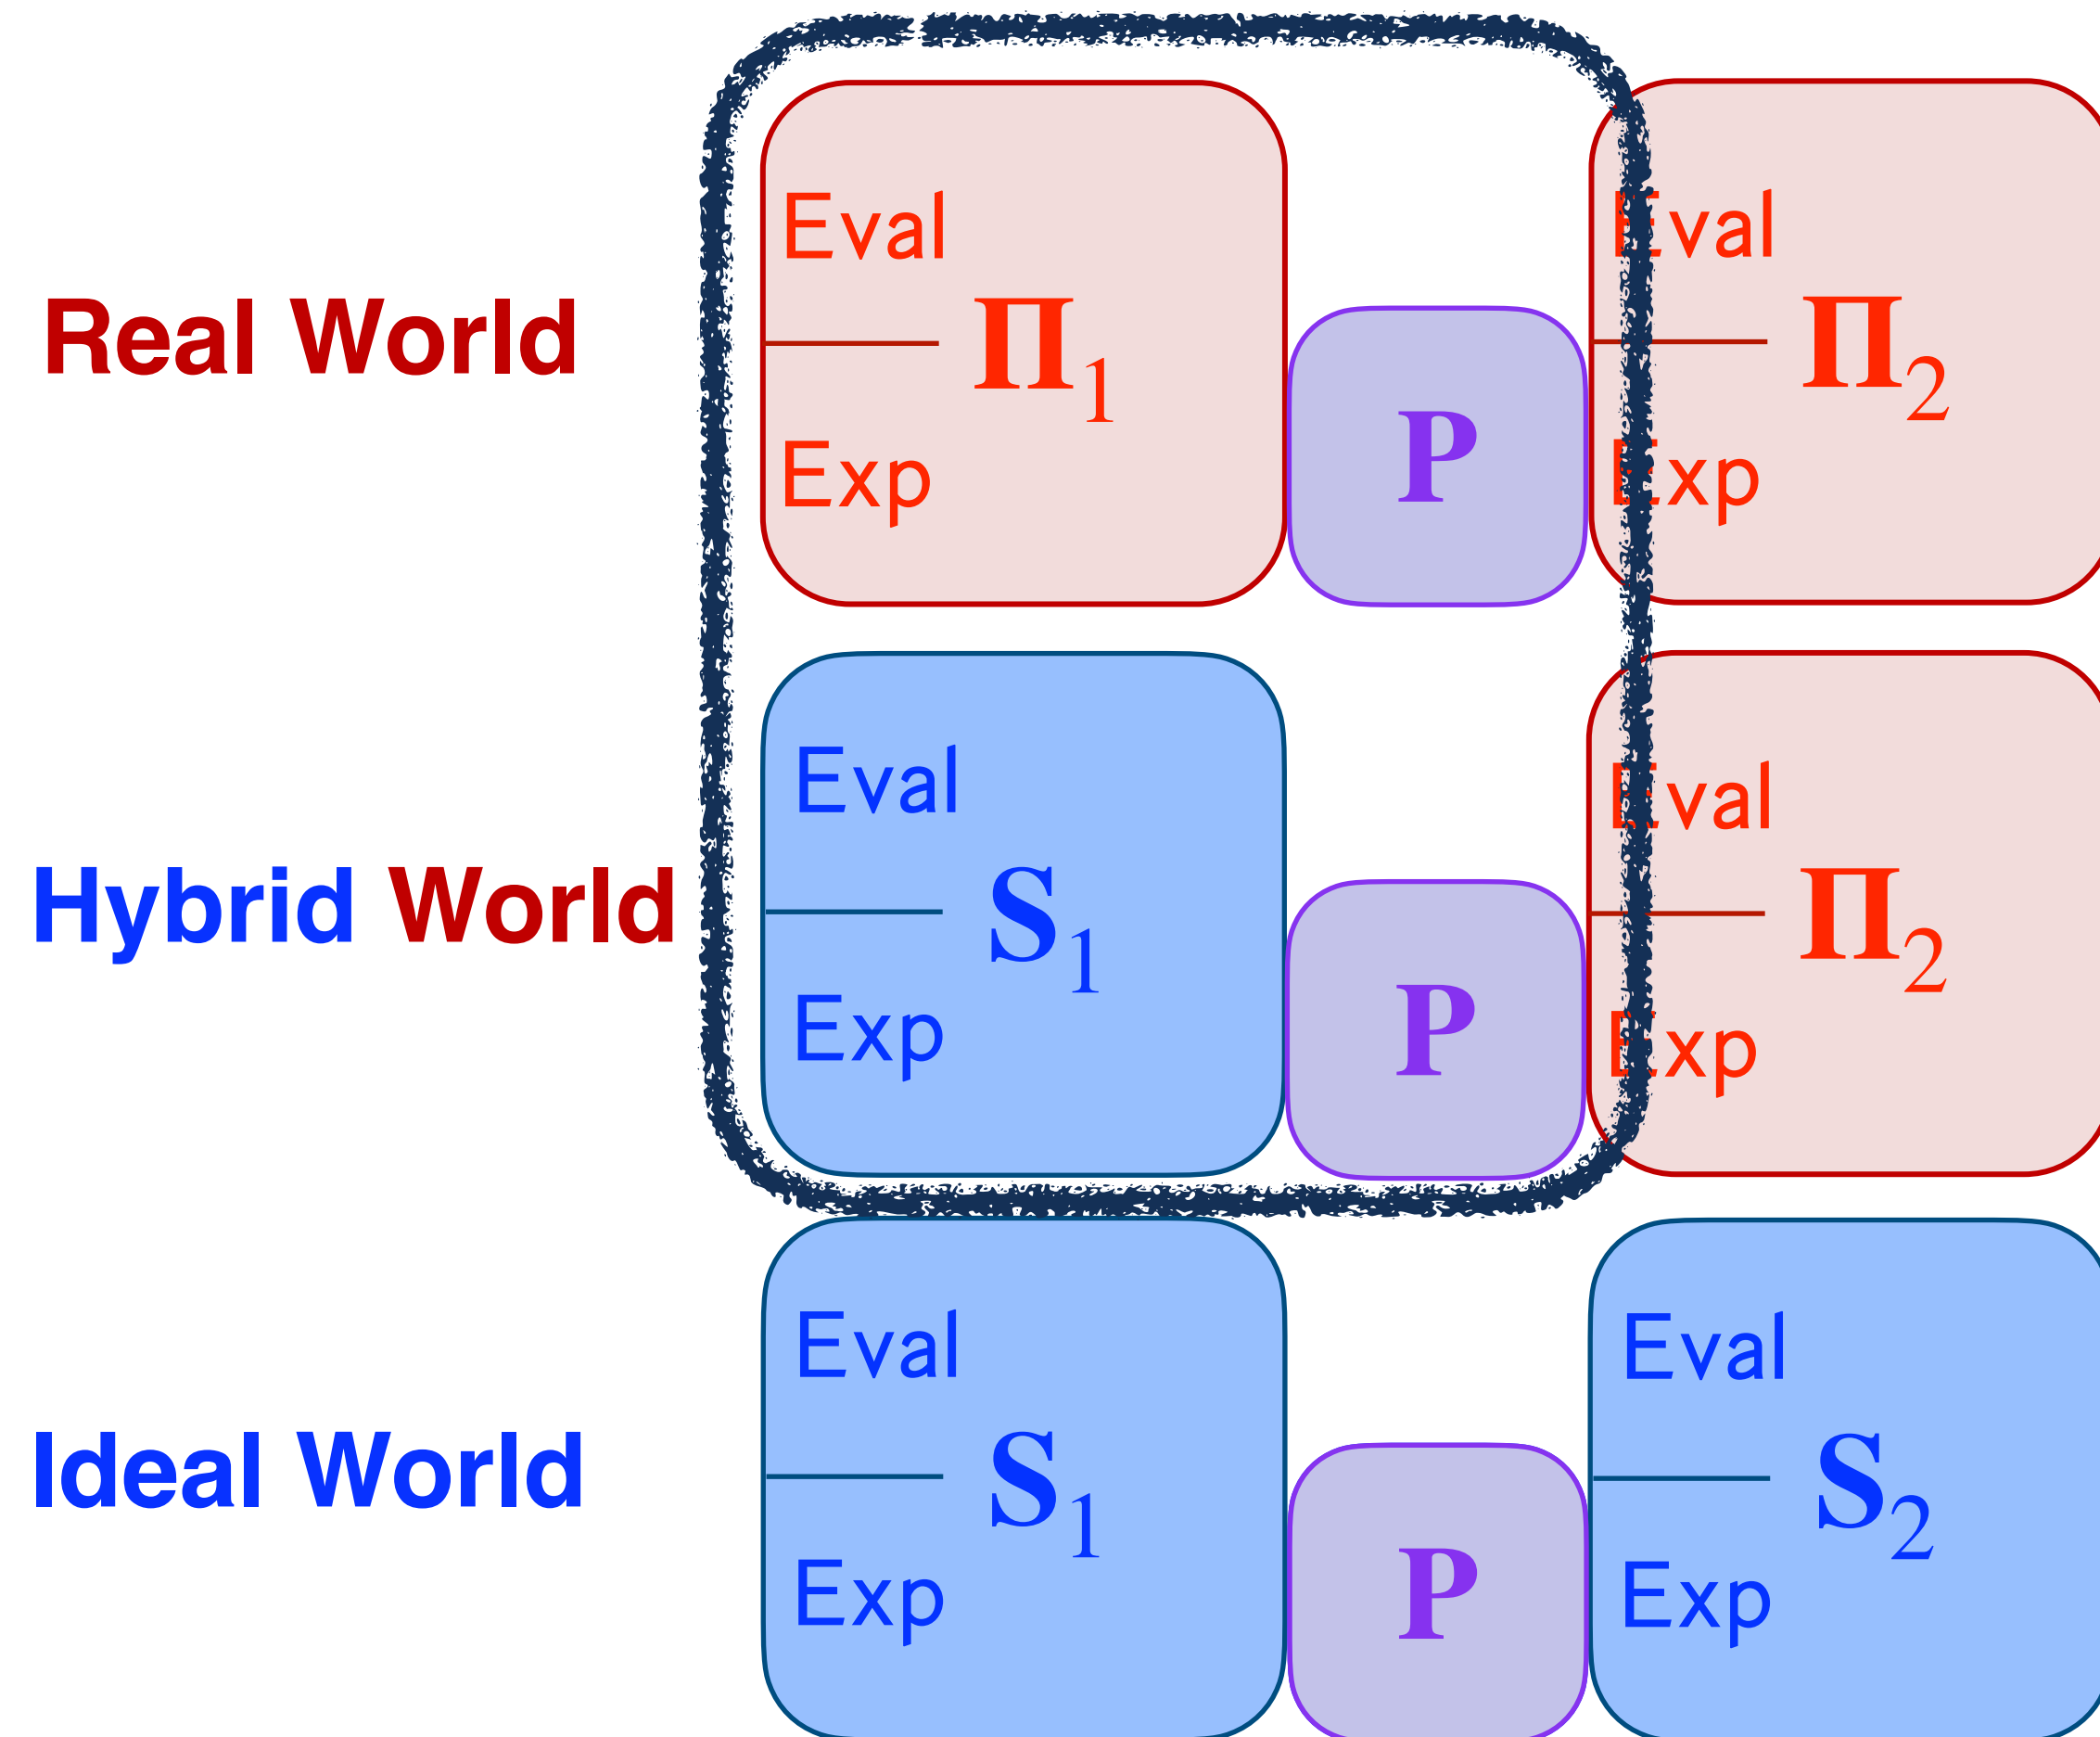 Real World
Eval
Π1
Exp
P
Eval
Π2
Exp
Hybrid World
Eval
S1
Exp
P
Eval
Π2
Exp
Ideal World
Eval
S1
Exp
P
Eval
S2
Exp